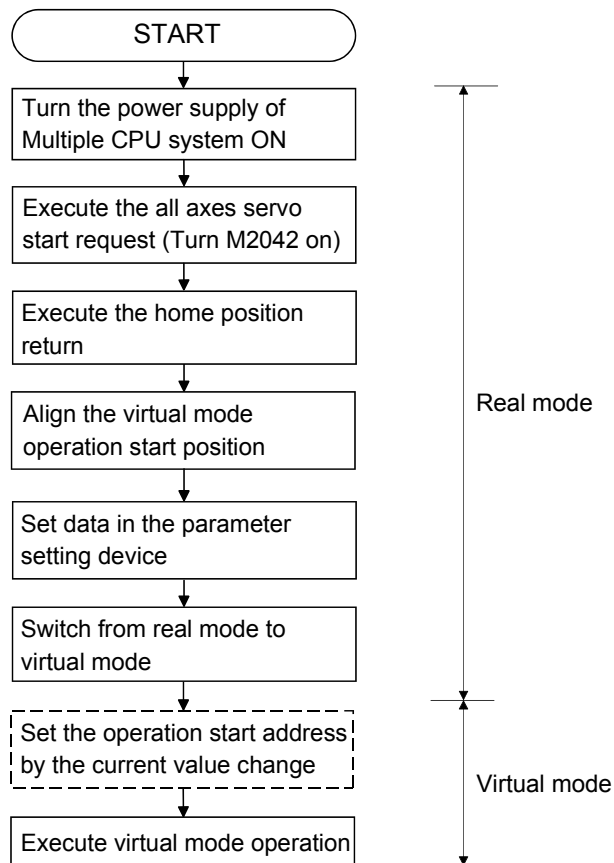 START
Turn the power supply of
Multiple CPU system ON
Execute the all axes servo
start request (Turn M2042 on)
Execute the home position
return
Align the virtual mode
operation start position
Real mode
Set data in the parameter
setting device
Switch from real mode to
virtual mode
Set the operation start address
by the current value change
Virtual mode
Execute virtual mode operation